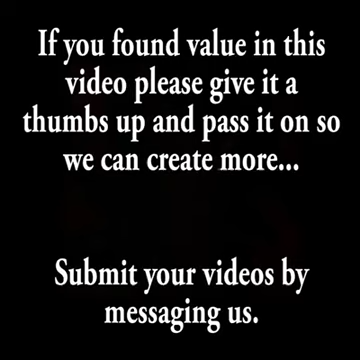 If you found value in this
video please give it a
thumbs up and pass it on so
we can create more...
Submit your videos by
messaging us.